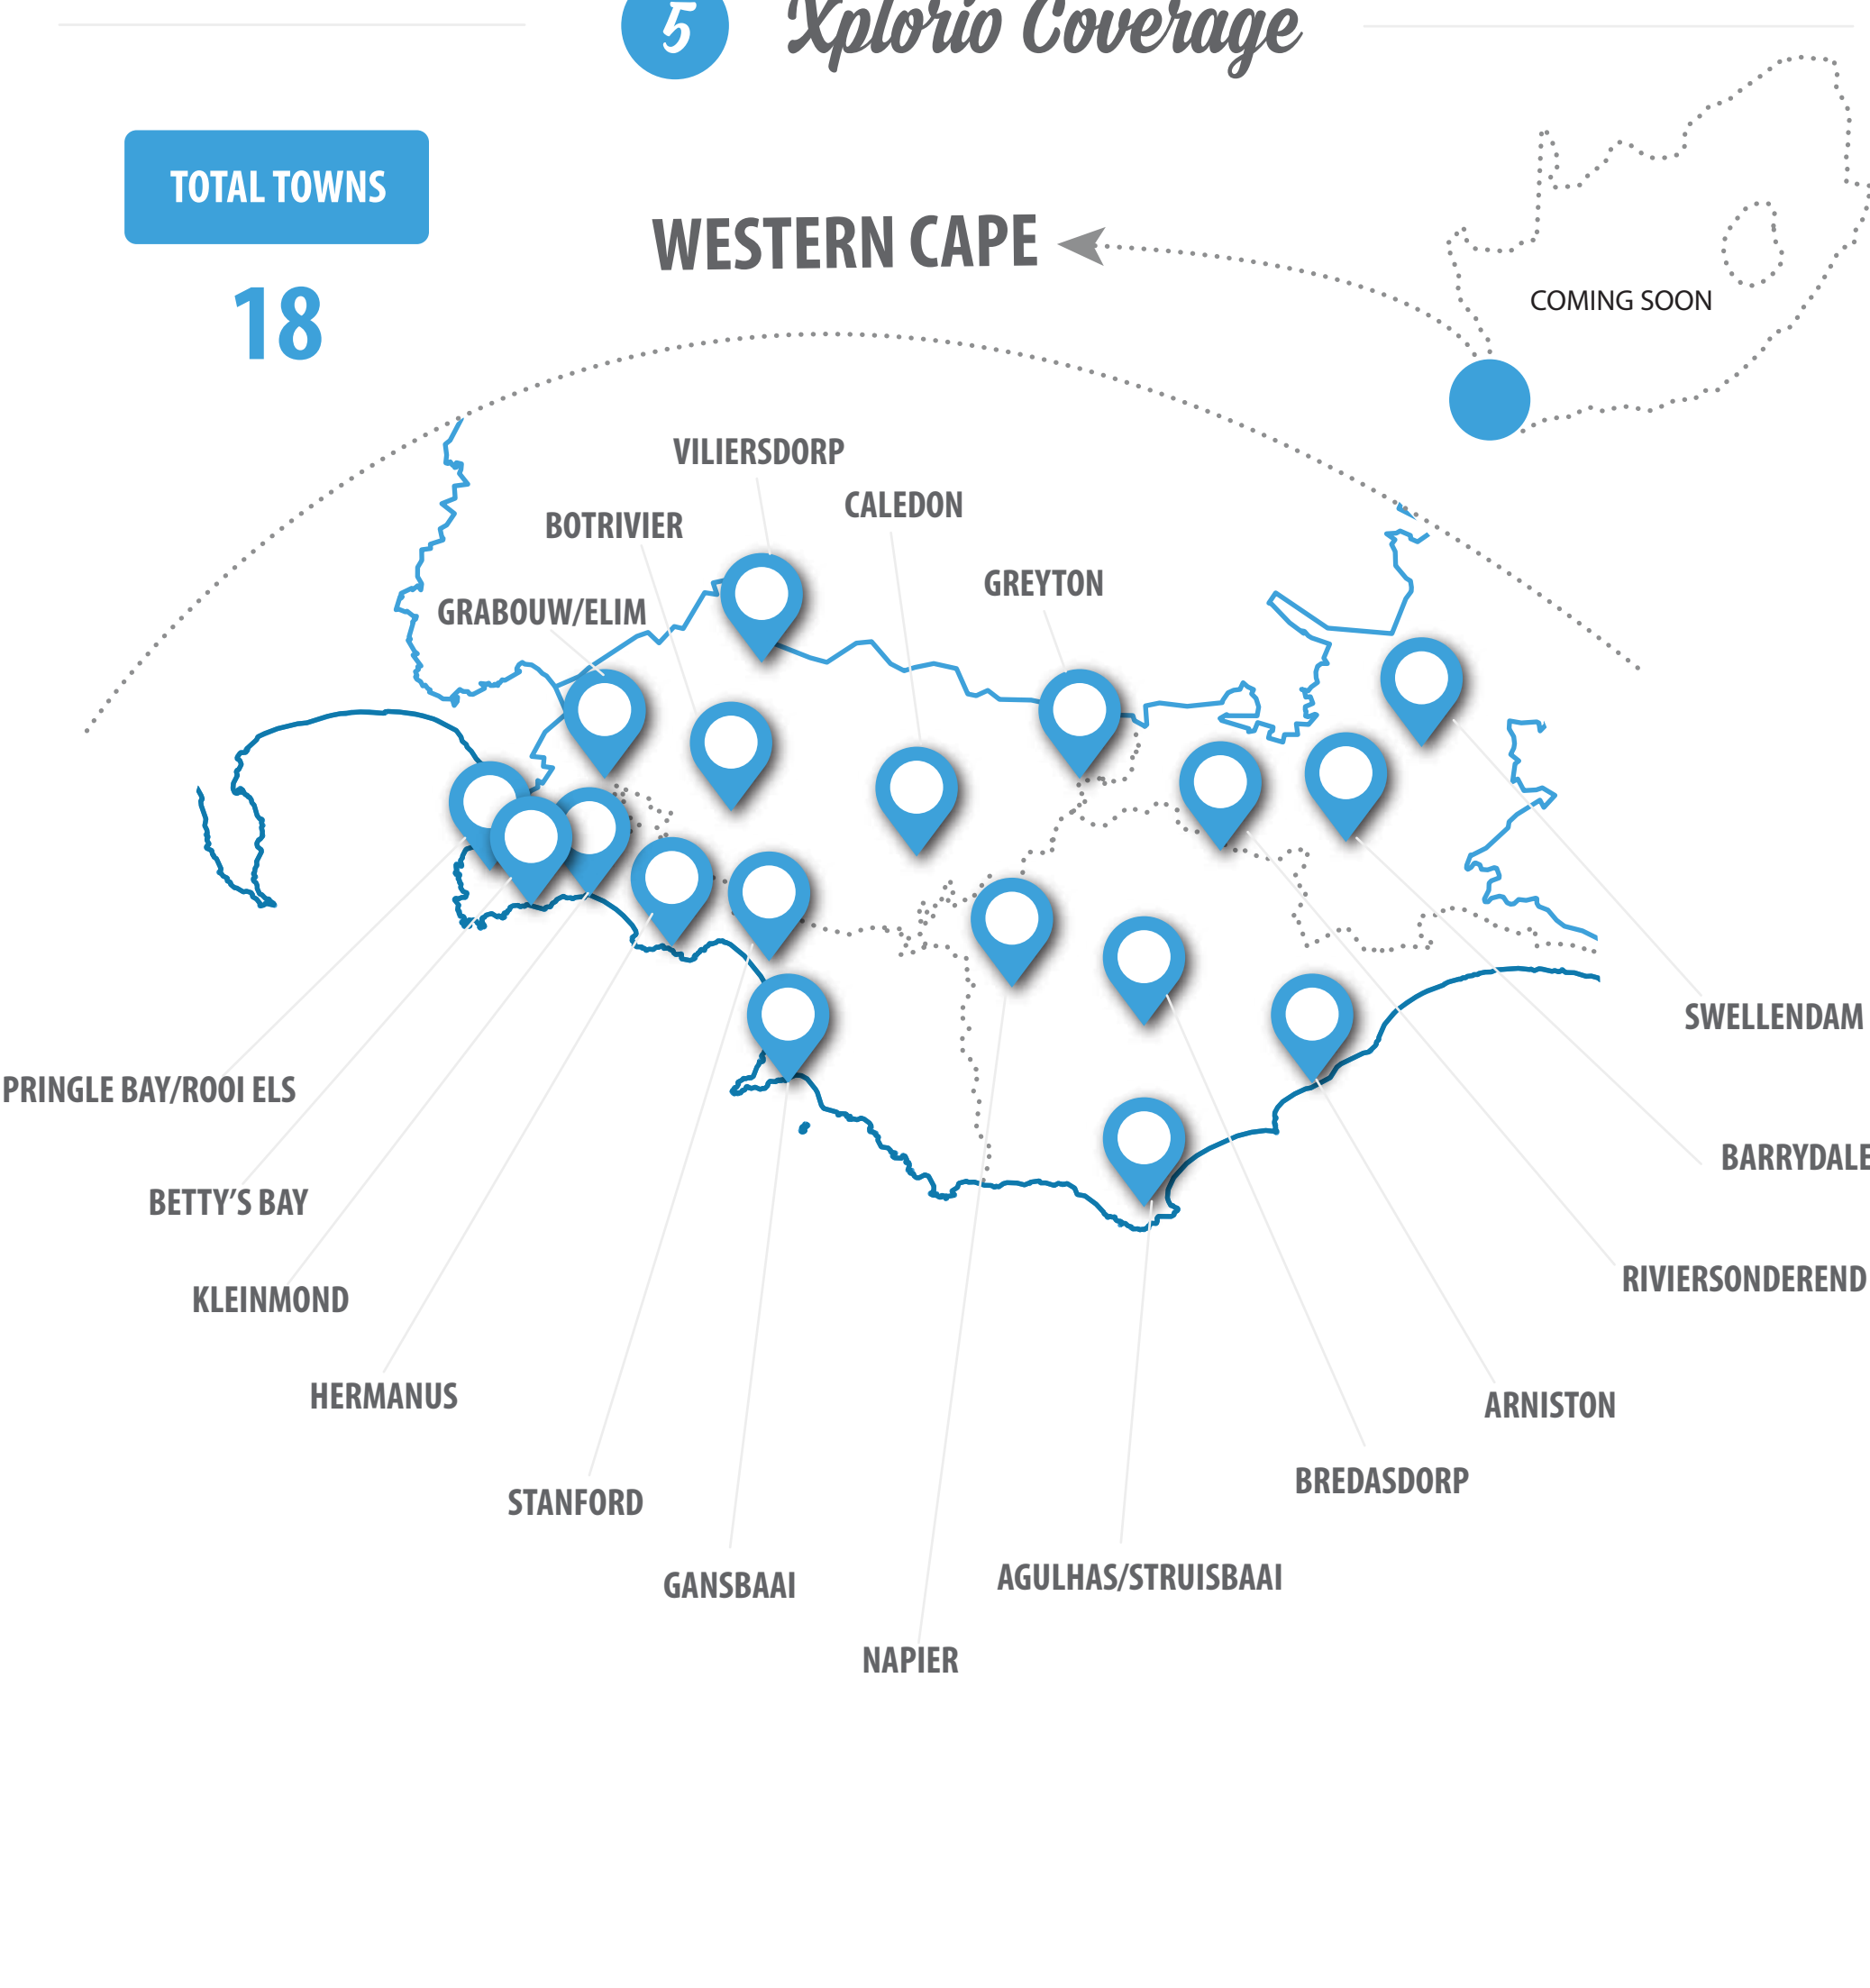 5 Xplorio Coverage
TOTAL TOWNS
18
WESTERN CAPE
COMING SOON
VILIERSDORP
CALEDON
BOTRIVIER
GREYTON
GRABOUW/ELIM
SWELLENDAM
PRINGLE BAY/ROOI ELS
BARRYDALE
BETTY'S BAY
RIVIERSONDEREND
KLEINMOND
HERMANUS
ARNISTON
BREDASDORP
STANFORD
AGULHAS/STRUISBAAI
GANSBAAI
NAPIER